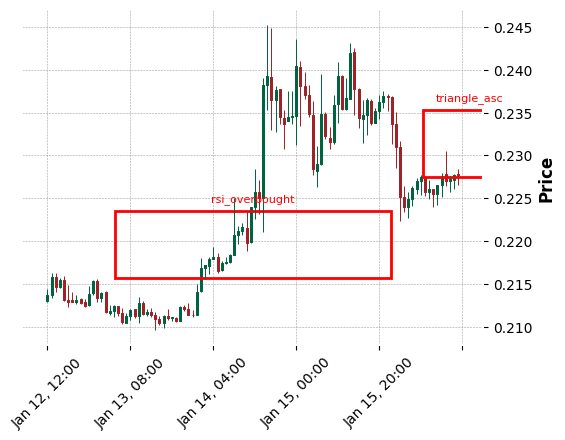 0.245
0.240
triangle_asc
0.235
0.230
Price
rsi_overbought
0.225
0.220
0.215
0.210
Jan 12, 12:00
Jan 13, 08:00
Jan 14, 04:00
Jan 15, 00:00
Jan 15, 20:00